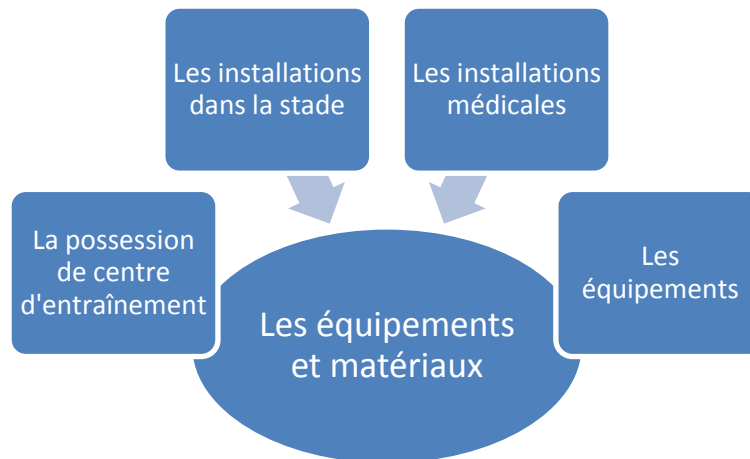 Les installations
dans la stade
Les installations
médicales
La possession
de centre
d'entraînement
Les
équipements
Les équipements
et matériaux